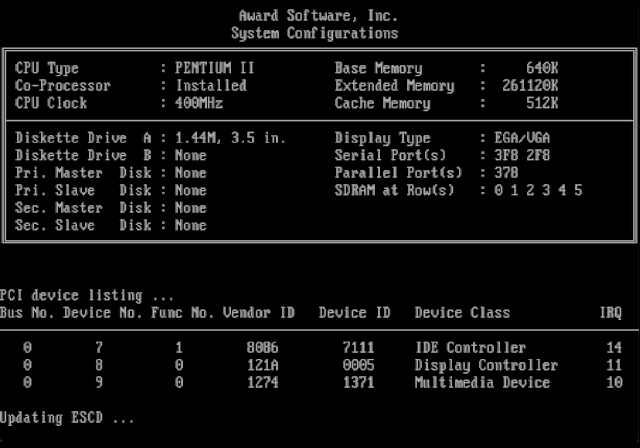 Award Software, Inc.
System Configurations
CPU Type : PENTIUM II Base Memory : 640K
Co-Processor : Installed Extended Memory : 261120K
CPU Clock : 400MHz Cache Memory : 512K
Diskette Drive A : 1.44M, 3.5 in. Display Type : EGA/VGA
Diskette Drive B : None Serial Port(s) : 3F8 2F8
Pri. Master Disk : None Parallel Port(s) : 378
Pri. Slave Disk : None SDRAM at Row(s) : 0 1 2 3 4 5
Sec. Master Disk : None
Sec. Slave Disk : None
PCI device listing ...
Bus No. Device No. Func No. Vendor ID Device ID Device Class IRQ
0 7 1 8086 7111 IDE Controller 14
0 8 0 121A 0005 Display Controller 11
0 9 0 1274 1371 Multimedia Device 10
Updating ESCD ...